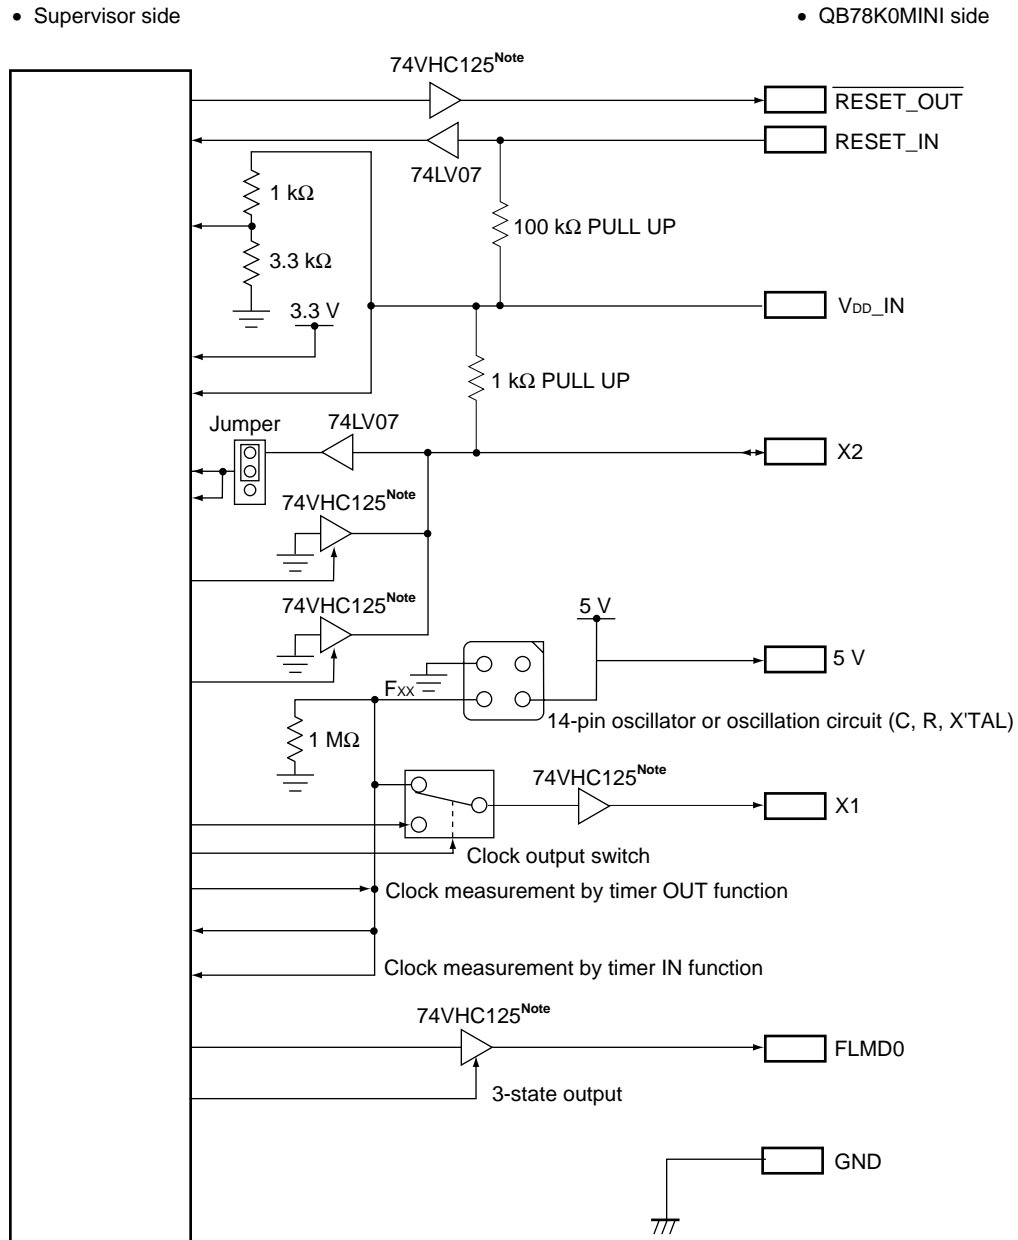 • Supervisor side
• QB78K0MINI side
74VHC125Note
RESET_OUT
RESET_IN
74LV07
1 kΩ
100 kΩ PULL UP
3.3 kΩ
3.3 V
VDD_IN
1 kΩ PULL UP
Jumper
74LV07
X2
74VHC125Note
74VHC125Note
5 V
5 V
FXX
14-pin oscillator or oscillation circuit (C, R, X'TAL)
1 MΩ
74VHC125Note
X1
Clock output switch
Clock measurement by timer OUT function
Clock measurement by timer IN function
74VHC125Note
FLMD0
3-state output
GND